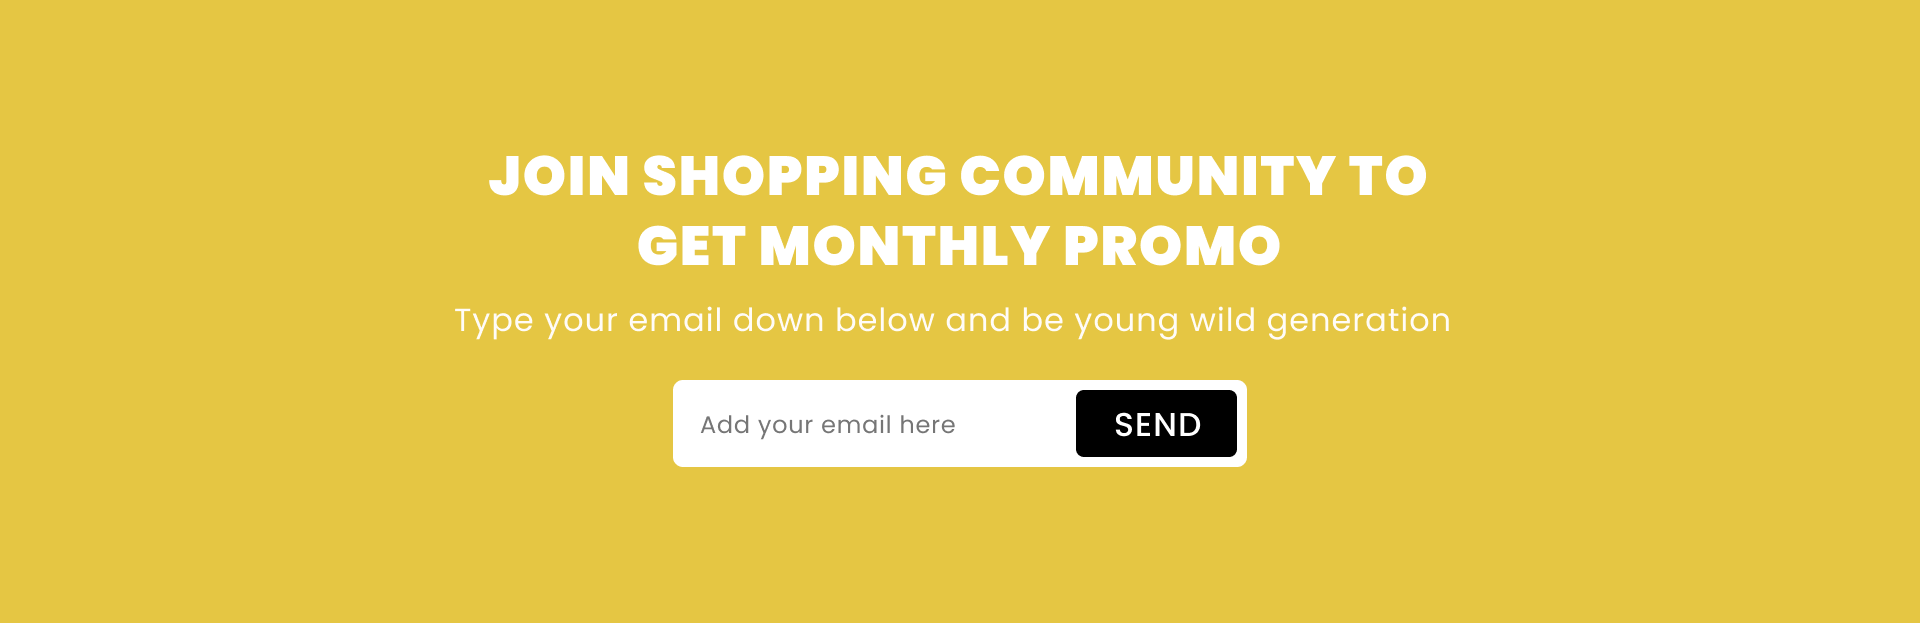 JOIN SHOPPING COMMUNITY TO
GET MONTHLY PROMO
Type your email down below and be young wild generation
Add your email here
SEND